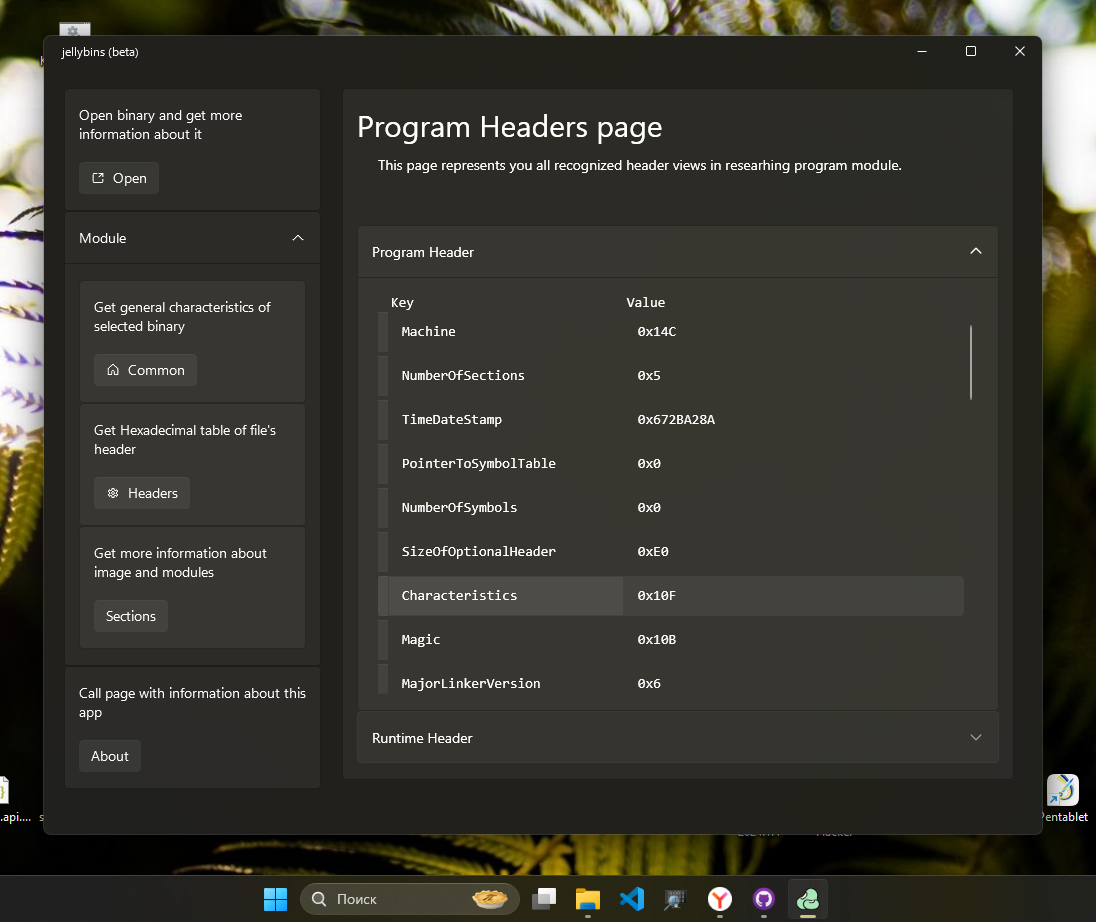 jellybins (beta)
Open binary and get more
information about it
Open
Module
Get general characteristics of
selected binary
Common
Get Hexadecimal table of file's
header
Headers
Get more information about
image and modules
Sections
Call page with information about this
app
About
Program Headers page
This page represents you all recognized header views in researhing program module.
Program Header
Key Value
Machine 0x14C
NumberOfSections 0x5
TimeDateStamp 0x672BA28A
PointerToSymbolTable 0x0
NumberOfSymbols 0x0
SizeOfOptionalHeader 0xE0
Characteristics 0x10F
Magic 0x10B
MajorLinkerVersion 0x6
Runtime Header
.api....
Pentablet
Поиск